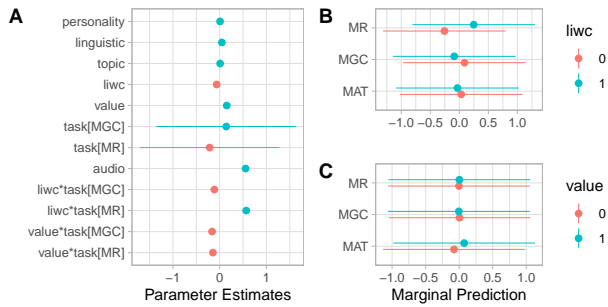 A
personality
linguistic
topic
liwc
value
task[MGC]
task[MR]
audio
liwc*task[MGC]
liwc*task[MR]
value*task[MGC]
value*task[MR]
−1 0 1
Parameter Estimates
B
MR
MGC
MAT
−1.0 −0.5 0.0 0.5 1.0
liwc
0
1
C
MR
MGC
MAT
−1.0 −0.5 0.0 0.5 1.0
Marginal Prediction
value
0
1